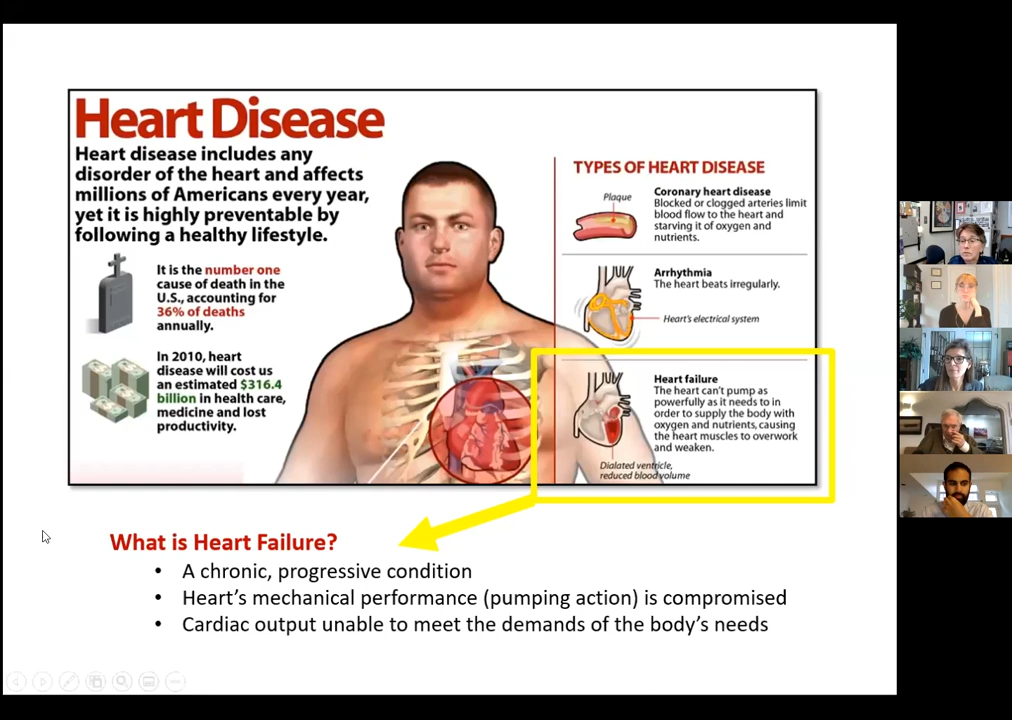 Heart Disease
Heart disease includes any
disorder of the heart and affects
millions of Americans every year,
yet it is highly preventable by
following a healthy lifestyle.
It is the number one
cause of death in the
U.S., accounting for
36% of deaths
annually.
In 2010, heart
disease will cost us
an estimated $316.4
billion in health care,
medicine and lost
productivity.
TYPES OF HEART DISEASE
Plaque
Coronary heart disease
Blocked or clogged arteries limit
blood flow to the heart and
starving it of oxygen and
nutrients.
Arrhythmia
The heart beats irregularly.
Heart's electrical system
Heart failure
The heart can't pump as
powerfully as it needs to in
order to supply the body with
oxygen and nutrients, causing
the heart muscles to overwork
and weaken.
Dialated ventricle,
reduced blood volume
What is Heart Failure?
• A chronic, progressive condition
• Heart's mechanical performance (pumping action) is compromised
• Cardiac output unable to meet the demands of the body's needs